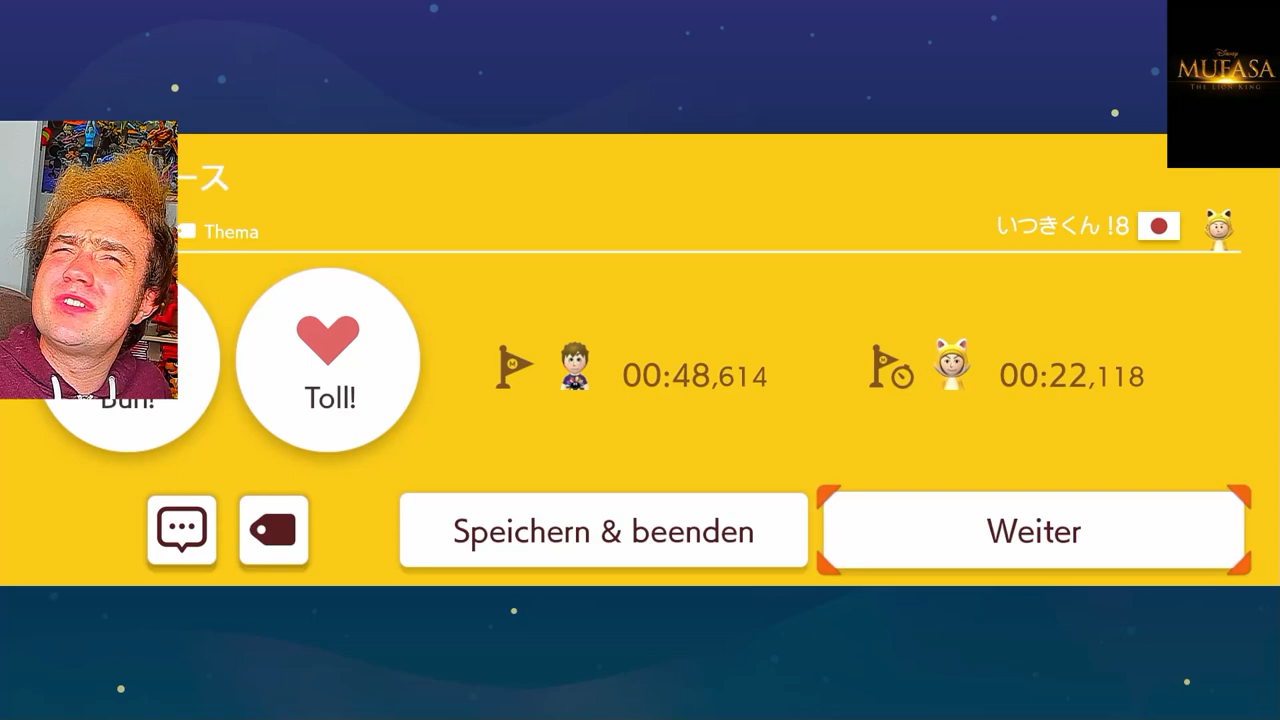 Disney
MUFASA
THE LION KING
ース
Thema
いつきくん !8
Toll!
00:48,614
00:22,118
Speichern & beenden
Weiter